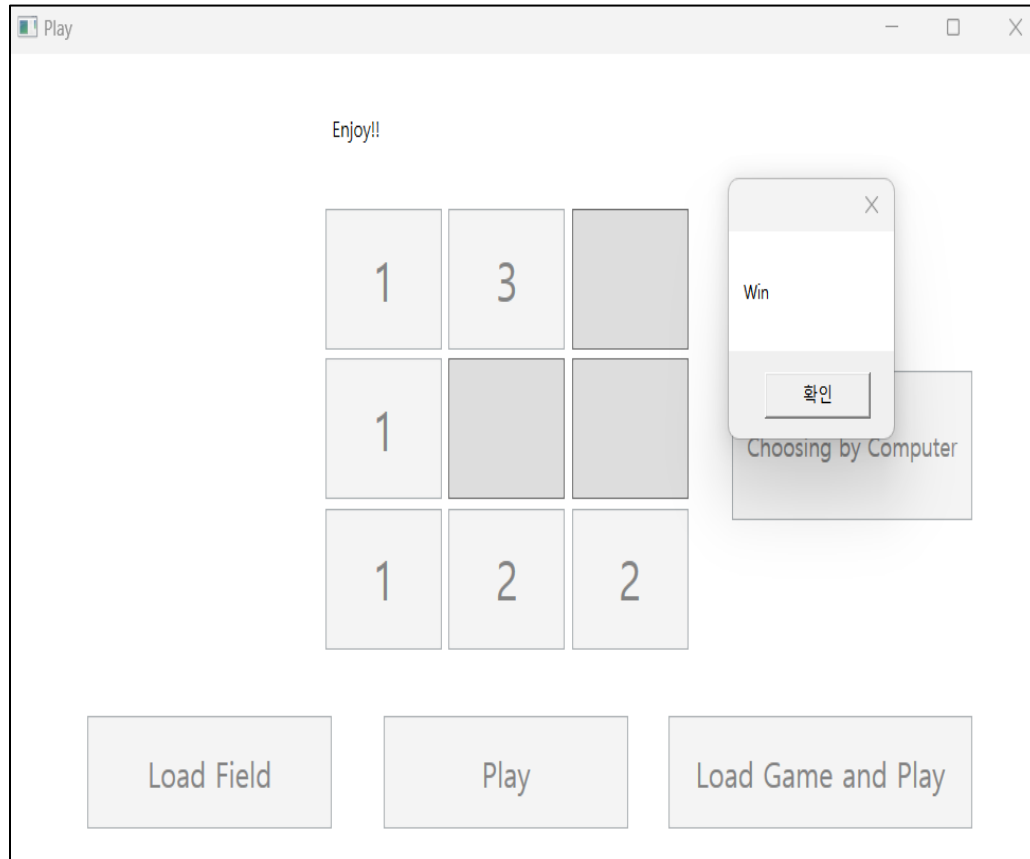 Play
Enjoy!!
1 3
Win
확인
1
Choosing by Computer
1 2 2
Load Field
Play
Load Game and Play